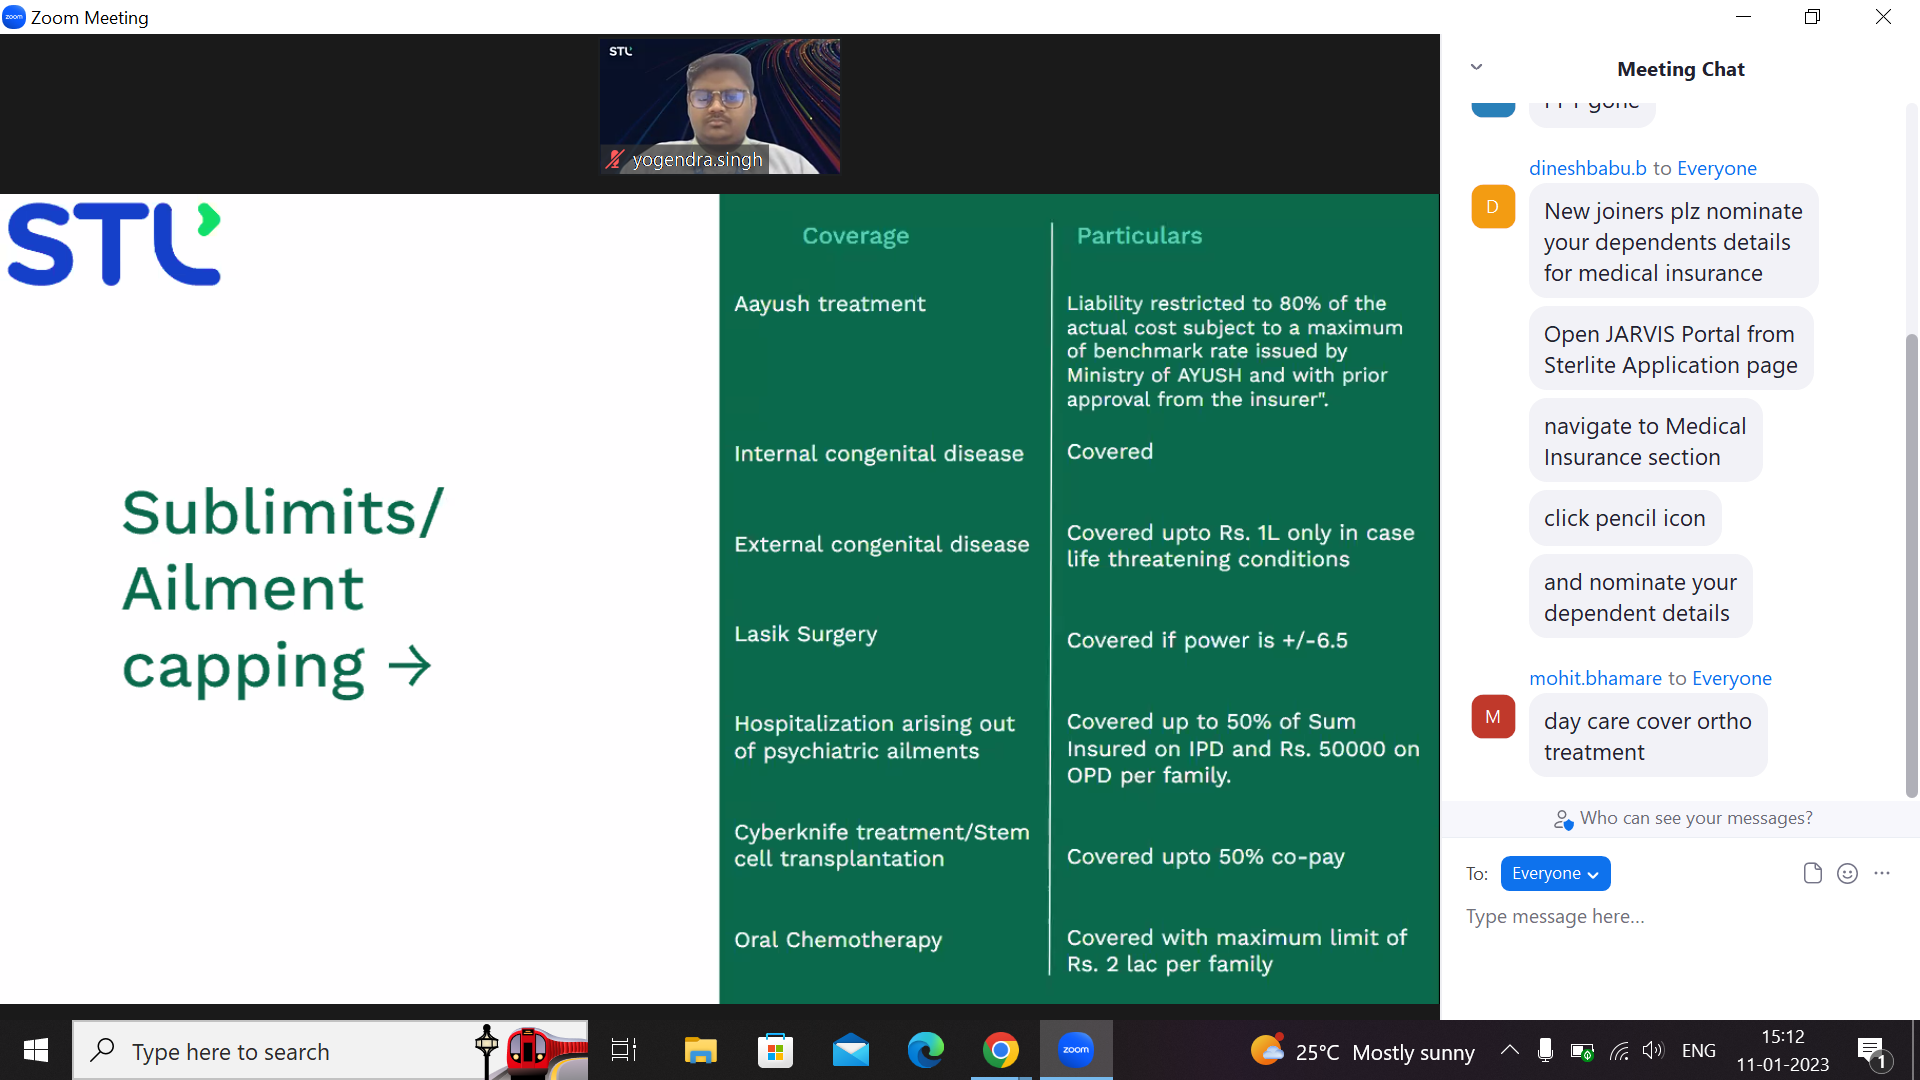 Zoom Meeting
STL
yogendra.singh
STL
Sublimits/
Ailment
capping →
Coverage
Particulars
Aayush treatment
Liability restricted to 80% of the
actual cost subject to a maximum
of benchmark rate issued by
Ministry of AYUSH and with prior
approval from the insurer".
Internal congenital disease
Covered
External congenital disease
Covered upto Rs. 1L only in case
life threatening conditions
Lasik Surgery
Covered if power is +/-6.5
Hospitalization arising out
of psychiatric ailments
Covered up to 50% of Sum
Insured on IPD and Rs. 50000 on
OPD per family.
Cyberknife treatment/Stem
cell transplantation
Covered upto 50% co-pay
Oral Chemotherapy
Covered with maximum limit of
Rs. 2 lac per family
Meeting Chat
gone
dineshbabu.b to Everyone
D
New joiners plz nominate
your dependents details
for medical insurance
Open JARVIS Portal from
Sterlite Application page
navigate to Medical
Insurance section
click pencil icon
and nominate your
dependent details
mohit.bhamare to Everyone
M
day care cover ortho
treatment
Who can see your messages?
To: Everyone
Type message here...
Type here to search
zoom
25°C Mostly sunny
ENG
15:12
11-01-2023
1